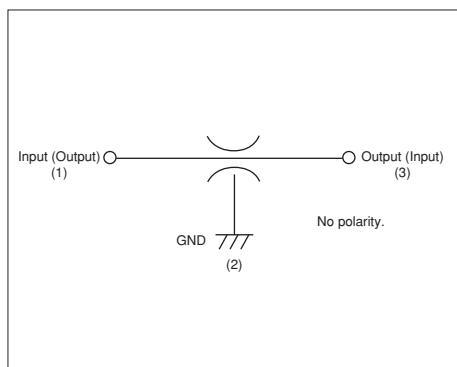 Input (Output)
(1)
Output (Input)
(3)
No polarity.
GND
(2)